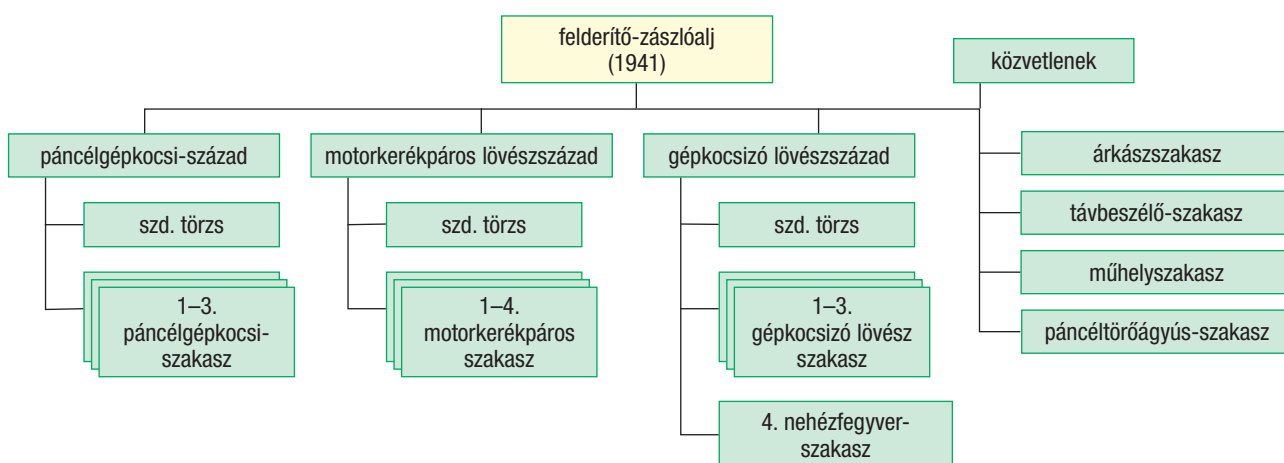 felderítő-zászlóalj
(1941)
közvetlenek
páncélgépkocsi-század
motorkerékpáros lövészszázad
gépkocsizó lövészszázad
árkászszakasz
szd. törzs
szd. törzs
szd. törzs
távbeszélő-szakasz
műhelyszakasz
1–3.
páncélgépkocsi-
szakasz
1–4.
motorkerékpáros
szakasz
1–3.
gépkocsizó lövész
szakasz
páncéltörőágyús-szakasz
4. nehézfegyver-
szakasz